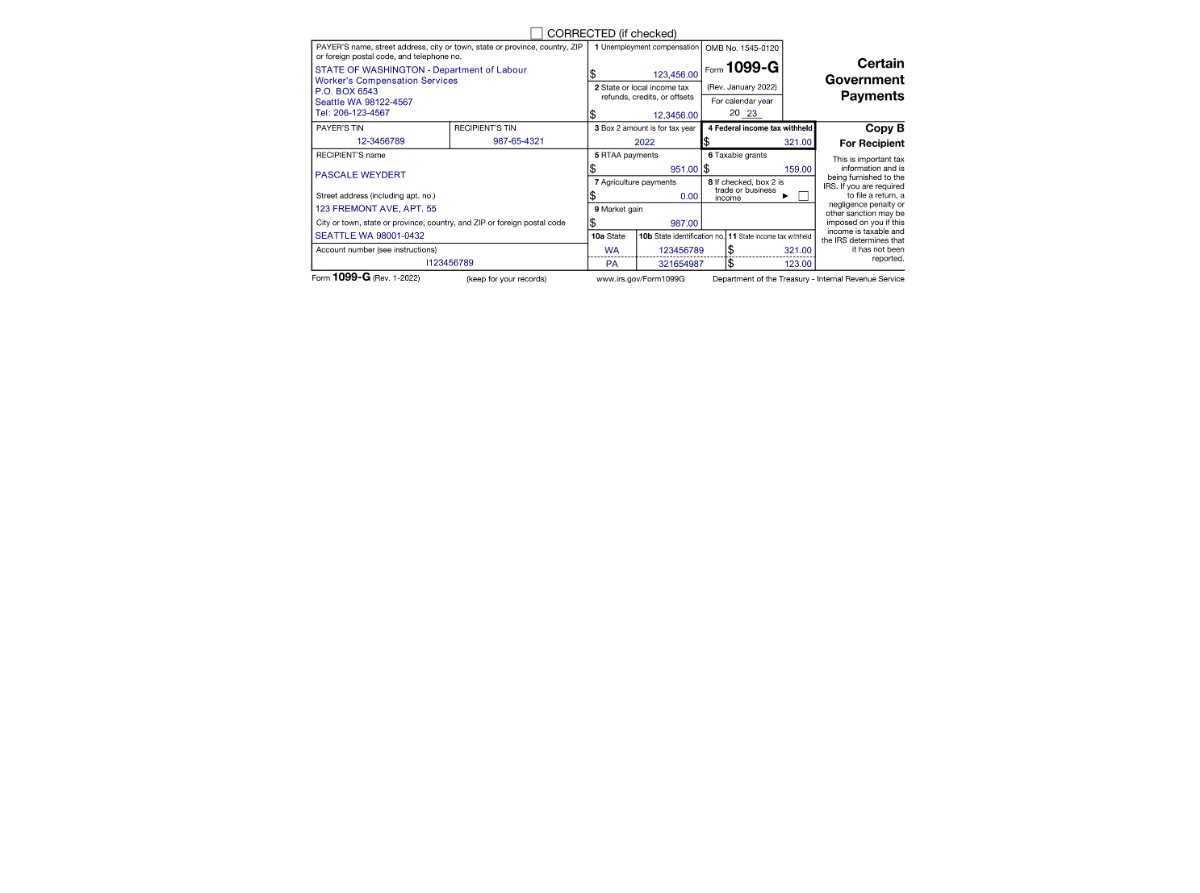 CORRECTED (if checked)
PAYER'S name, street address, city or town, state or province, country, ZIP
or foreign postal code, and telephone no.
STATE OF WASHINGTON - Department of Labour
Worker's Compensation Services
P.O. BOX 6543
Seattle WA 98122-4567
Tel: 206-123-4567
1 Unemployment compensation
$ 123,456.00
2 State or local income tax
refunds, credits, or offsets
$ 12,3456.00
OMB No. 1545-0120
Form 1099-G
(Rev. January 2022)
For calendar year
20 23
Certain
Government
Payments
PAYER'S TIN
12-3456789
RECIPIENT'S TIN
987-65-4321
3 Box 2 amount is for tax year
2022
4 Federal income tax withheld
$ 321.00
Copy B
For Recipient
RECIPIENT'S name
PASCALE WEYDERT
5 RTAA payments
$ 951.00
6 Taxable grants
$ 159.00
7 Agriculture payments
$ 0.00
8 If checked, box 2 is
trade or business
income ►
Street address (including apt. no.)
123 FREMONT AVE, APT. 55
9 Market gain
$ 987.00
City or town, state or province, country, and ZIP or foreign postal code
SEATTLE WA 98001-0432
10a State
10b State identification no.
11 State income tax withheld
WA 123456789 $ 321.00
PA 321654987 $ 123.00
Account number (see instructions)
I123456789
This is important tax
information and is
being furnished to the
IRS. If you are required
to file a return, a
negligence penalty or
other sanction may be
imposed on you if this
income is taxable and
the IRS determines that
it has not been
reported.
Form 1099-G (Rev. 1-2022) (keep for your records) www.irs.gov/Form1099G Department of the Treasury - Internal Revenue Service